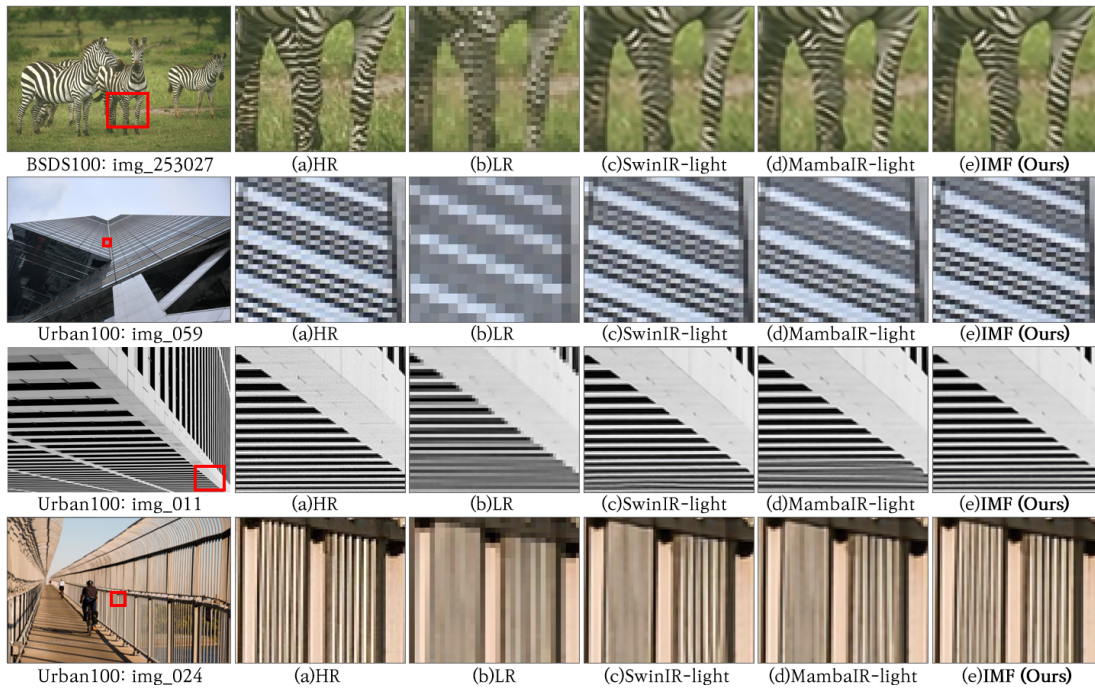 BSDS100: img_253027 (a)HR (b)LR (c)SwinIR-light (d)MambaIR-light (e)IMF (Ours)
Urban100: img_059 (a)HR (b)LR (c)SwinIR-light (d)MambaIR-light (e)IMF (Ours)
Urban100: img_011 (a)HR (b)LR (c)SwinIR-light (d)MambaIR-light (e)IMF (Ours)
Urban100: img_024 (a)HR (b)LR (c)SwinIR-light (d)MambaIR-light (e)IMF (Ours)